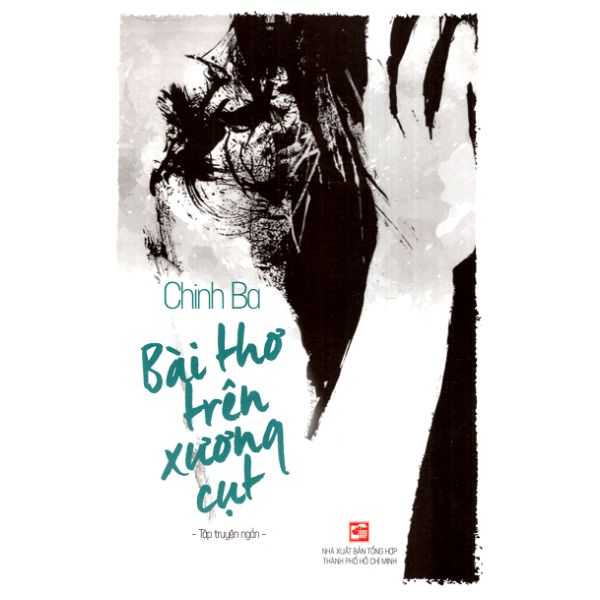 Chinh Ba
Bài thơ
trên
xương
cụt
- Tập truyện ngắn -
NHÀ XUẤT BẢN TỔNG HỢP
THÀNH PHỐ HỒ CHÍ MINH